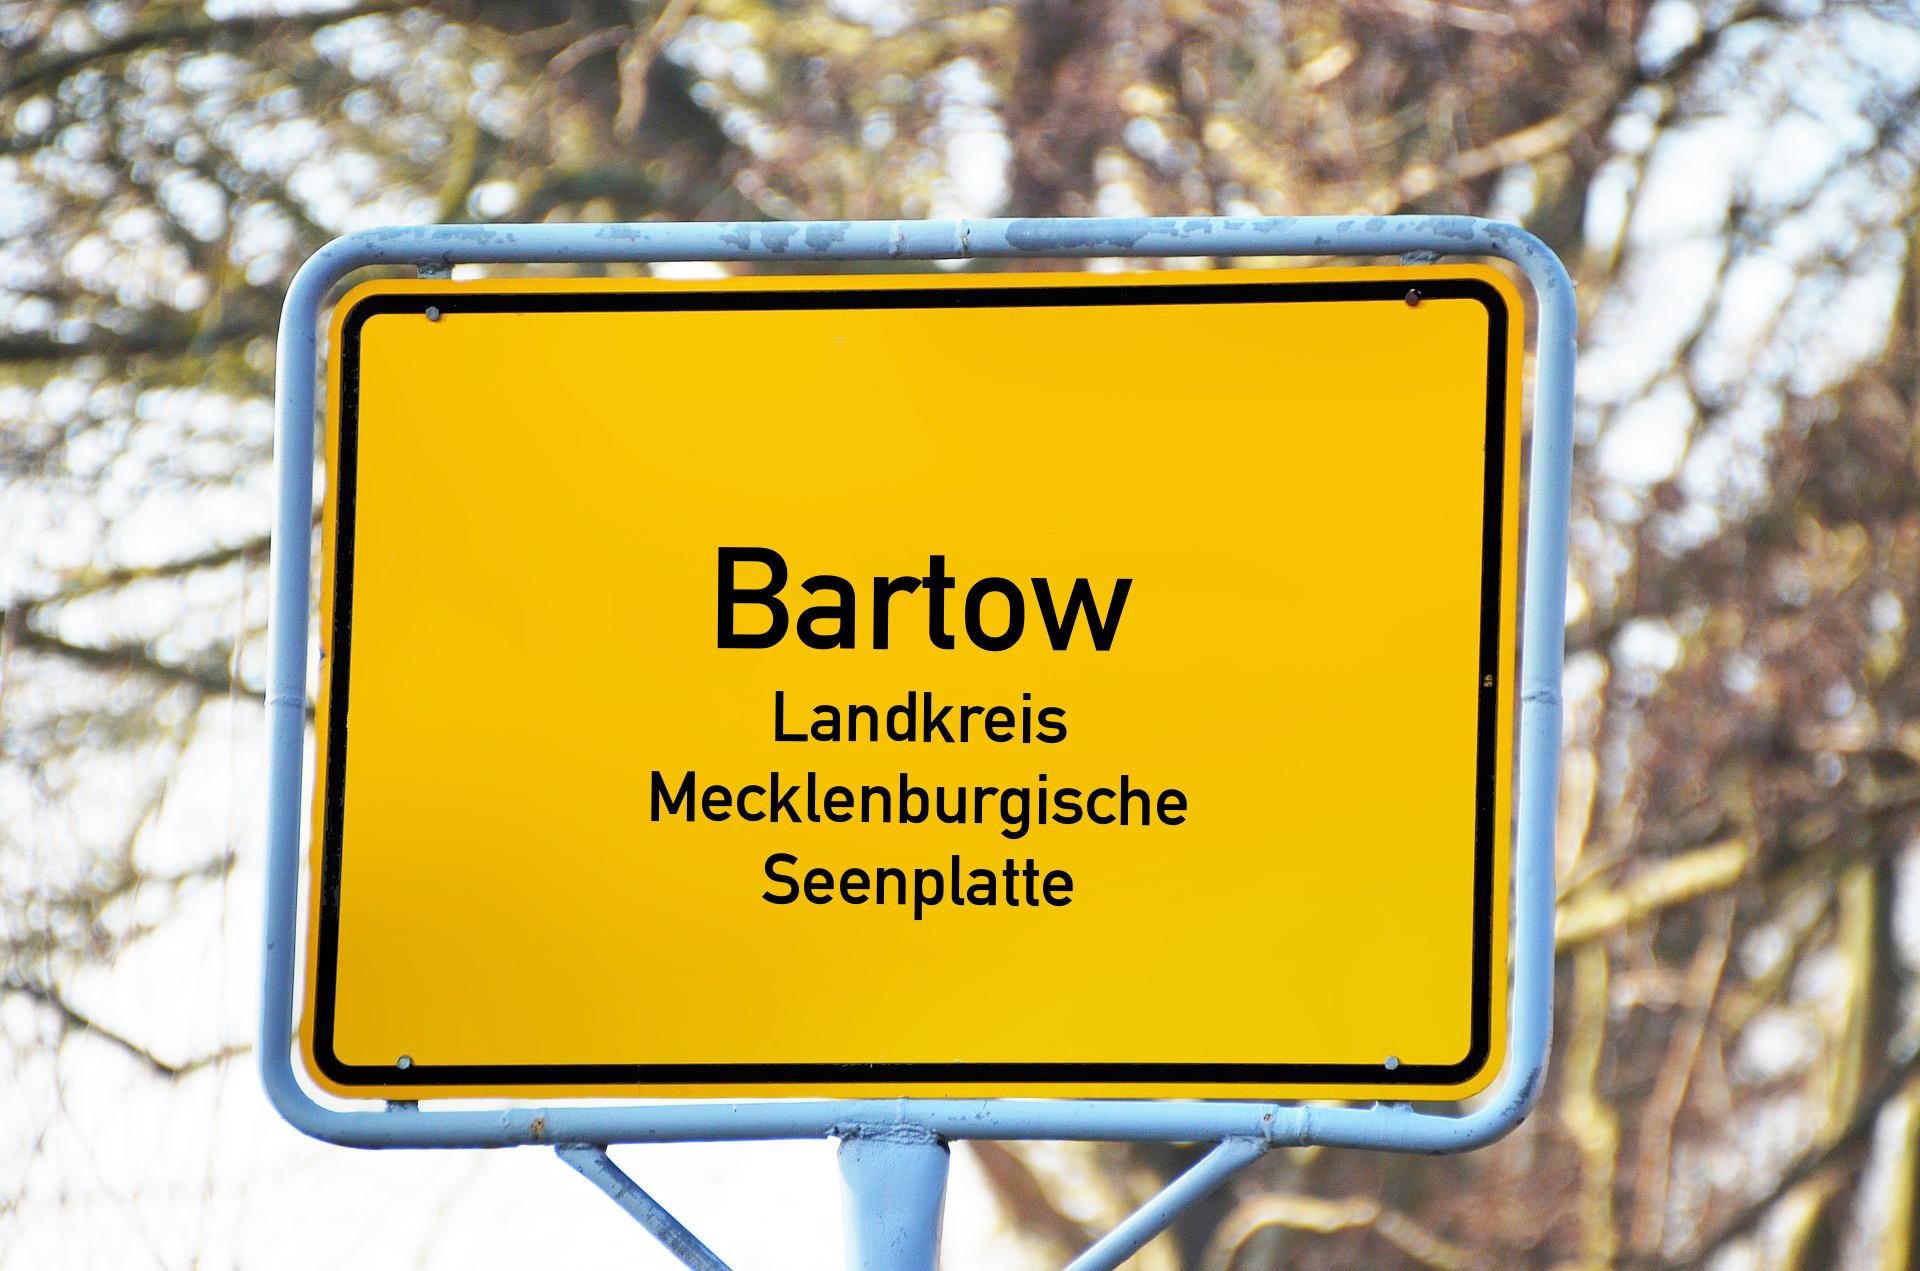 Bartow
Landkreis
Mecklenburgische
Seenplatte